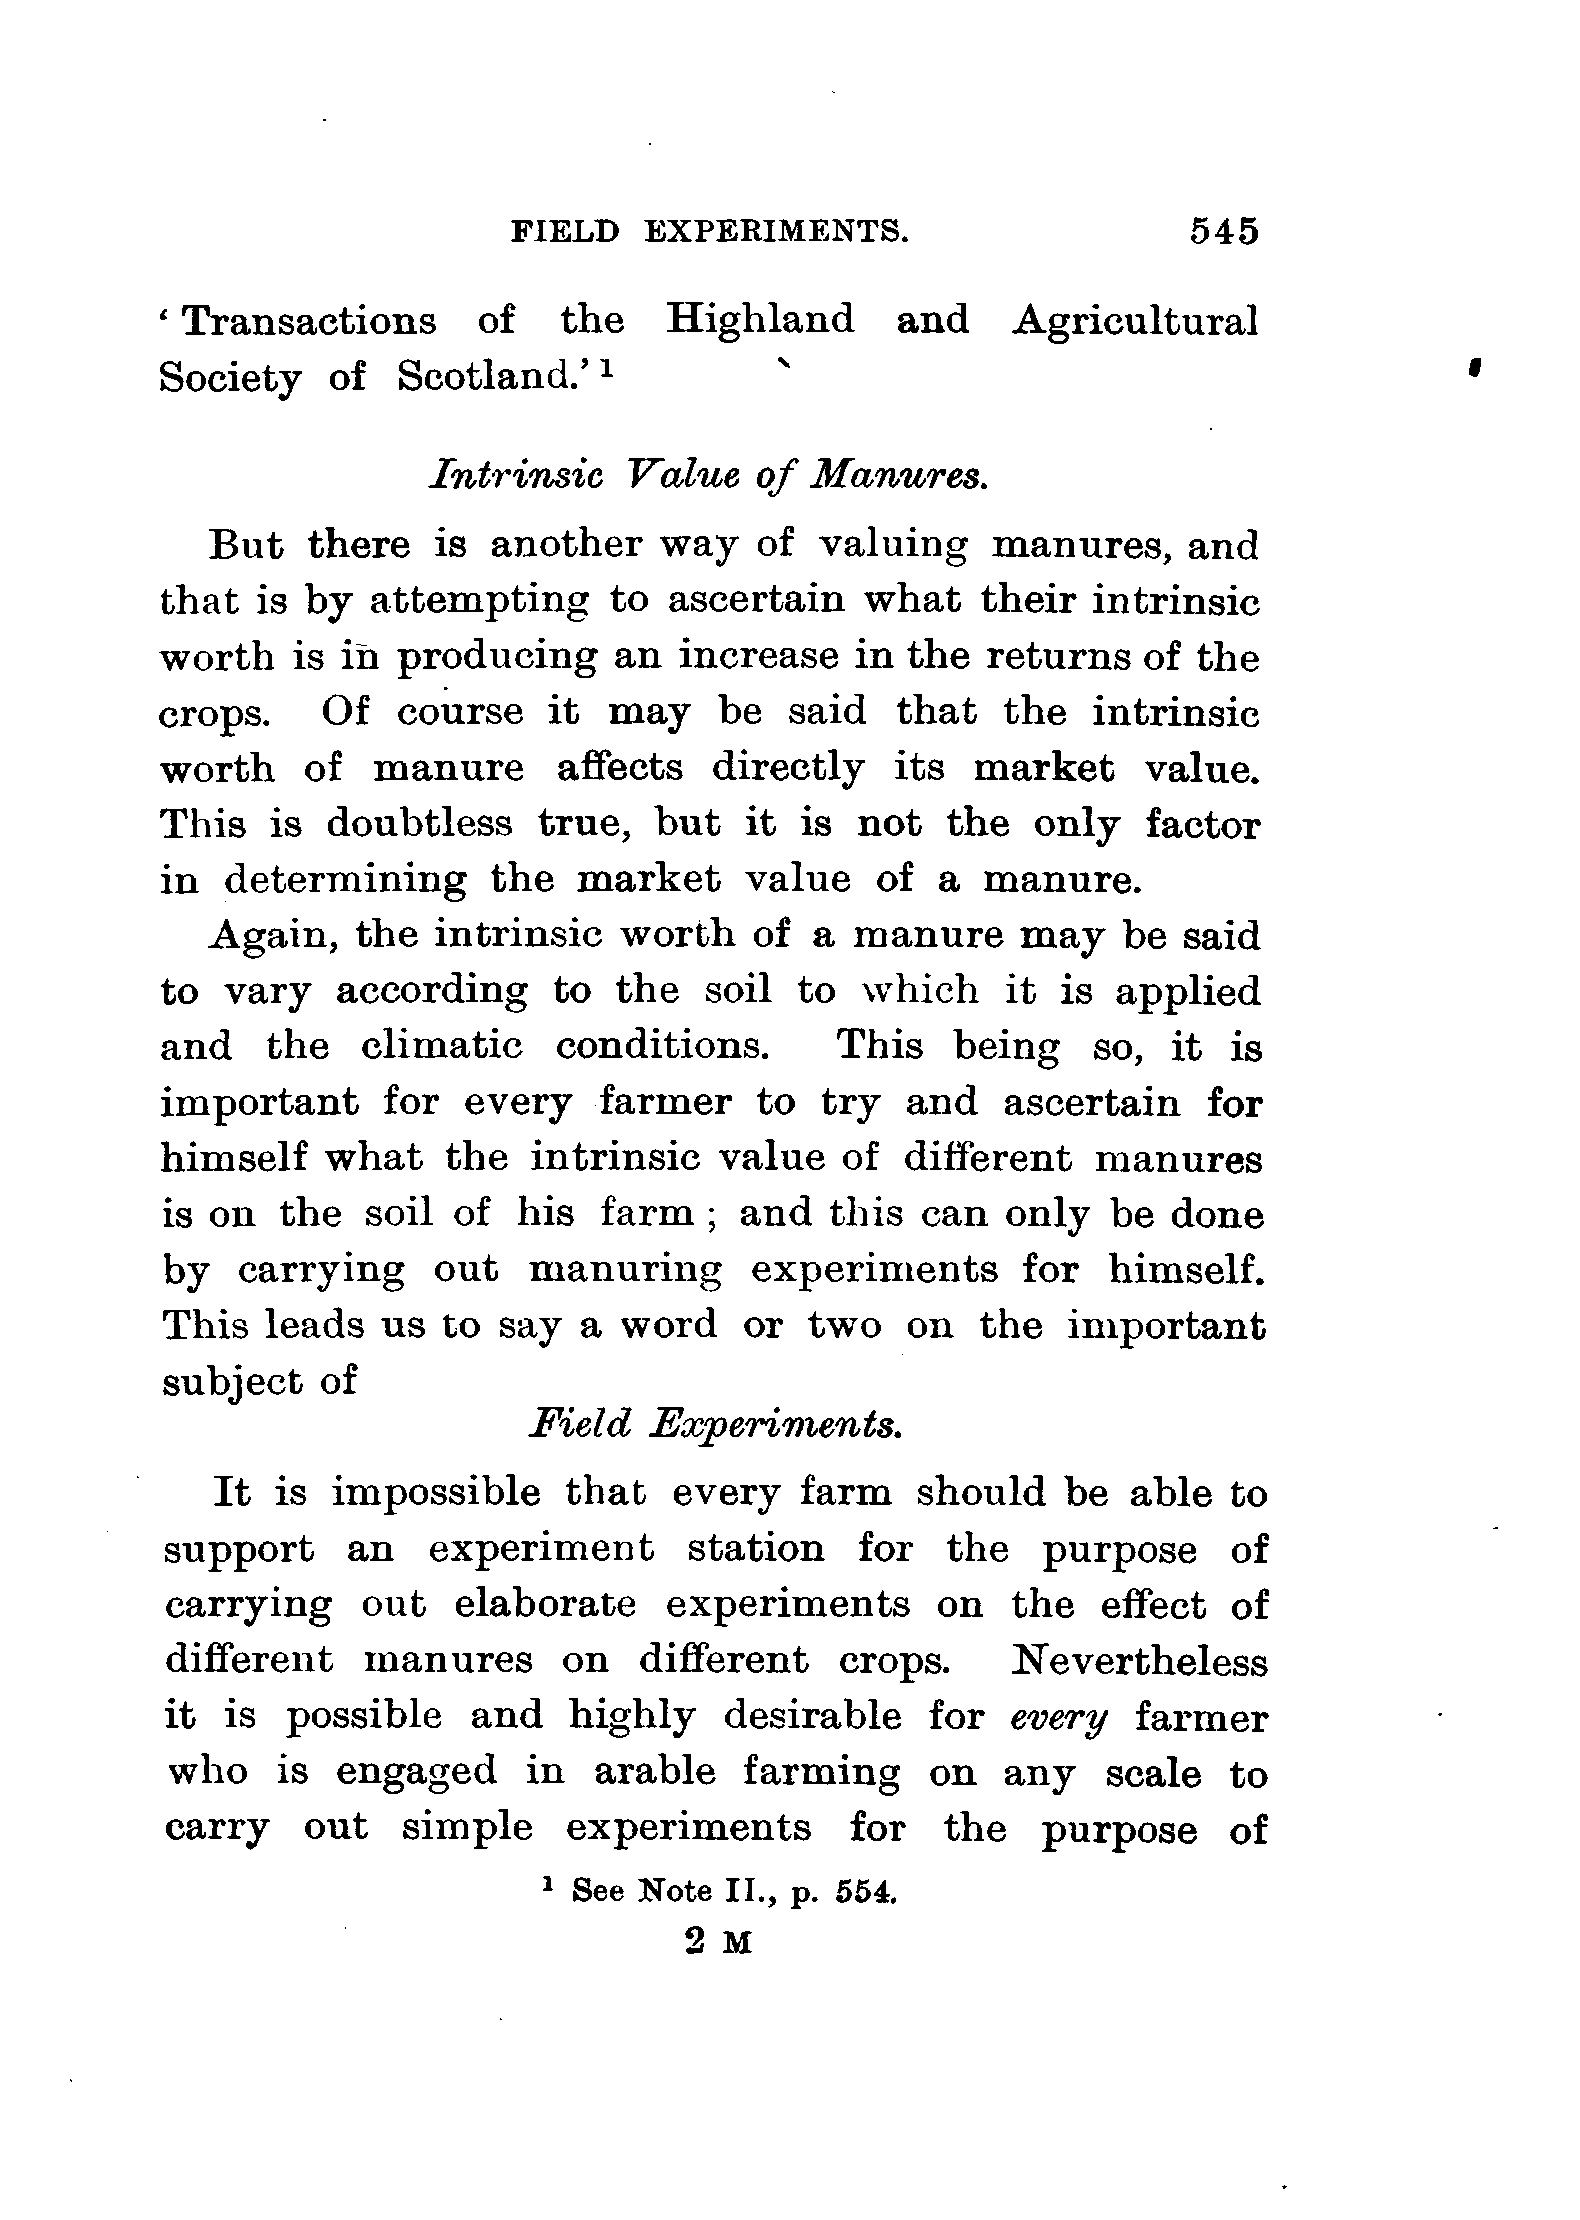 FIELD EXPERIMENTS. 545
‘Transactions of the Highland and Agricultural
Society of Scotland.’¹
Intrinsic Value of Manures.
But there is another way of valuing manures, and
that is by attempting to ascertain what their intrinsic
worth is in producing an increase in the returns of the
crops. Of course it may be said that the intrinsic
worth of manure affects directly its market value.
This is doubtless true, but it is not the only factor
in determining the market value of a manure.
Again, the intrinsic worth of a manure may be said
to vary according to the soil to which it is applied
and the climatic conditions. This being so, it is
important for every farmer to try and ascertain for
himself what the intrinsic value of different manures
is on the soil of his farm; and this can only be done
by carrying out manuring experiments for himself.
This leads us to say a word or two on the important
subject of
Field Experiments.
It is impossible that every farm should be able to
support an experiment station for the purpose of
carrying out elaborate experiments on the effect of
different manures on different crops. Nevertheless
it is possible and highly desirable for every farmer
who is engaged in arable farming on any scale to
carry out simple experiments for the purpose of
¹ See Note II., p. 554.
2 M